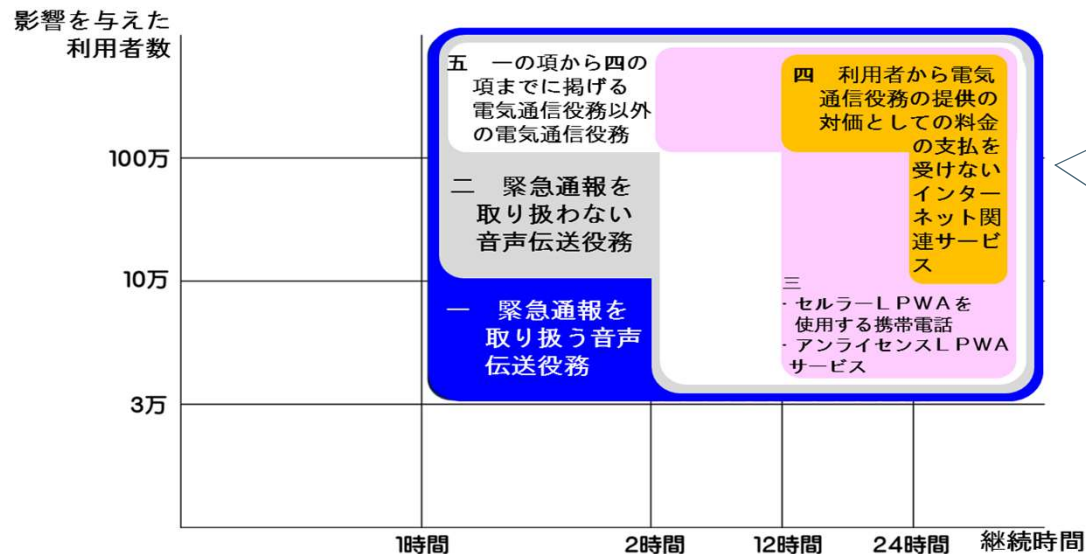 影響を与えた
利用者数
五 一の項から四の
項までに掲げる
電気通信役務以外
の電気通信役務
四 利用者から電気
通信役務の提供の
対価としての料金
の支払を
受けない
インター
ネット関
連サービ
ス
100万
二 緊急通報を
取り扱わない
音声伝送役務
10万
一 緊急通報を
取り扱う音声
伝送役務
三
・セルラーLPWAを
使用する携帯電話
・アンライセンスLPWA
サービス
3万
1時間
2時間
12時間
24時間
継続時間